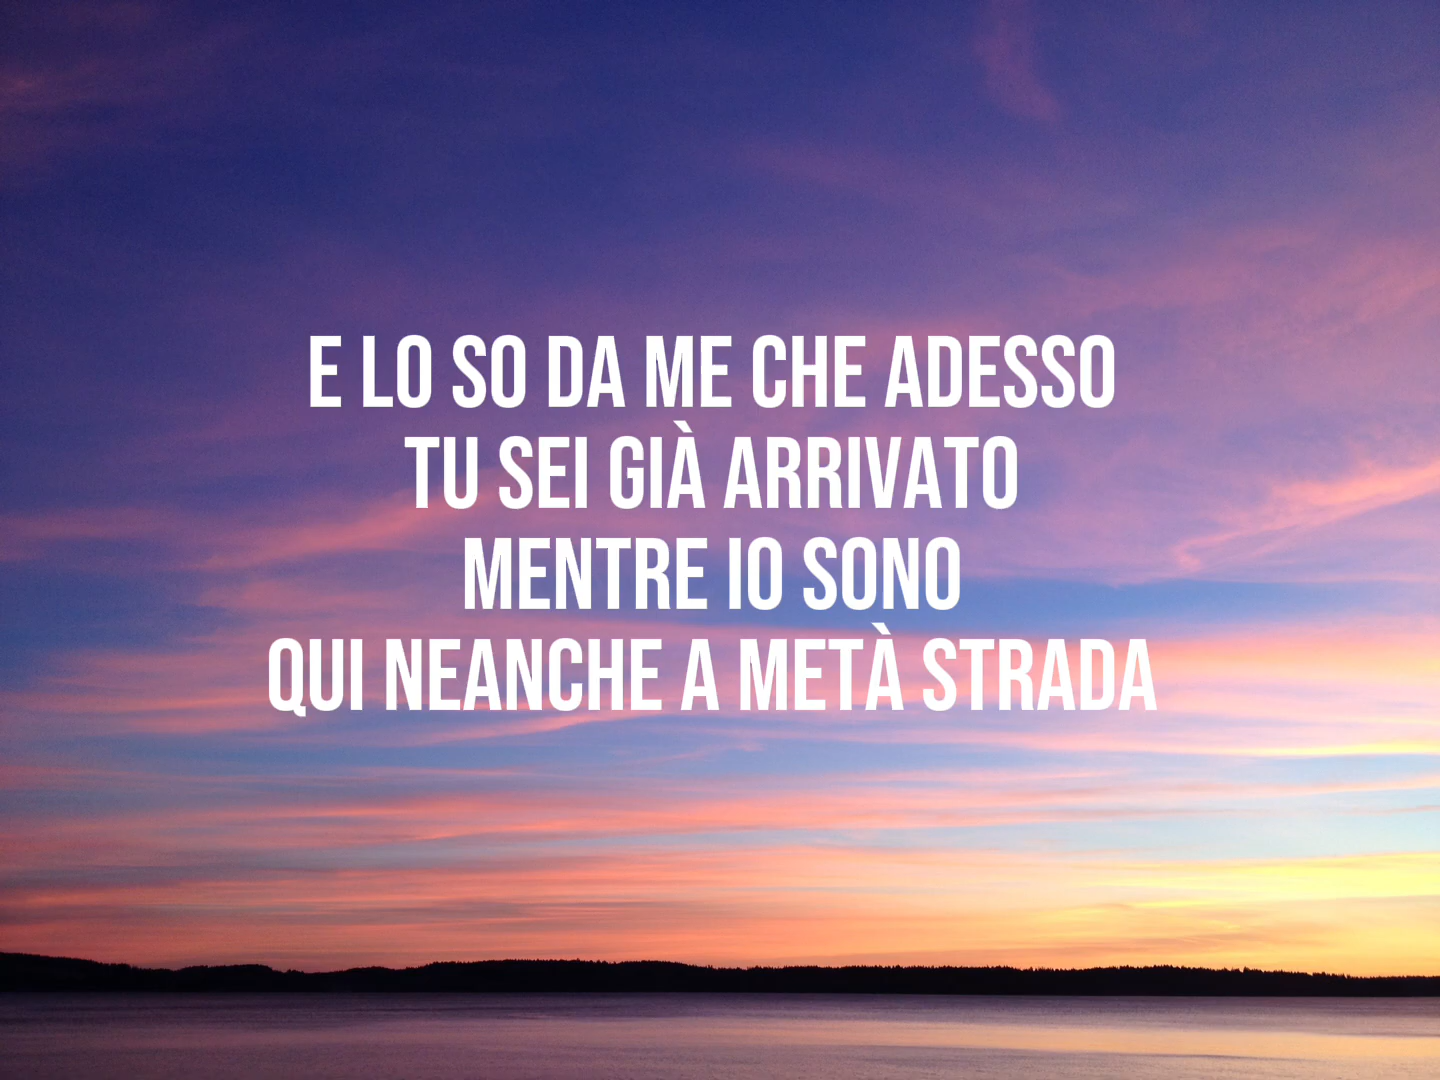 E LO SO DA ME CHE ADESSO
TU SEI GIÀ ARRIVATO
MENTRE IO SONO
QUI NEANCHE A METÀ STRADA